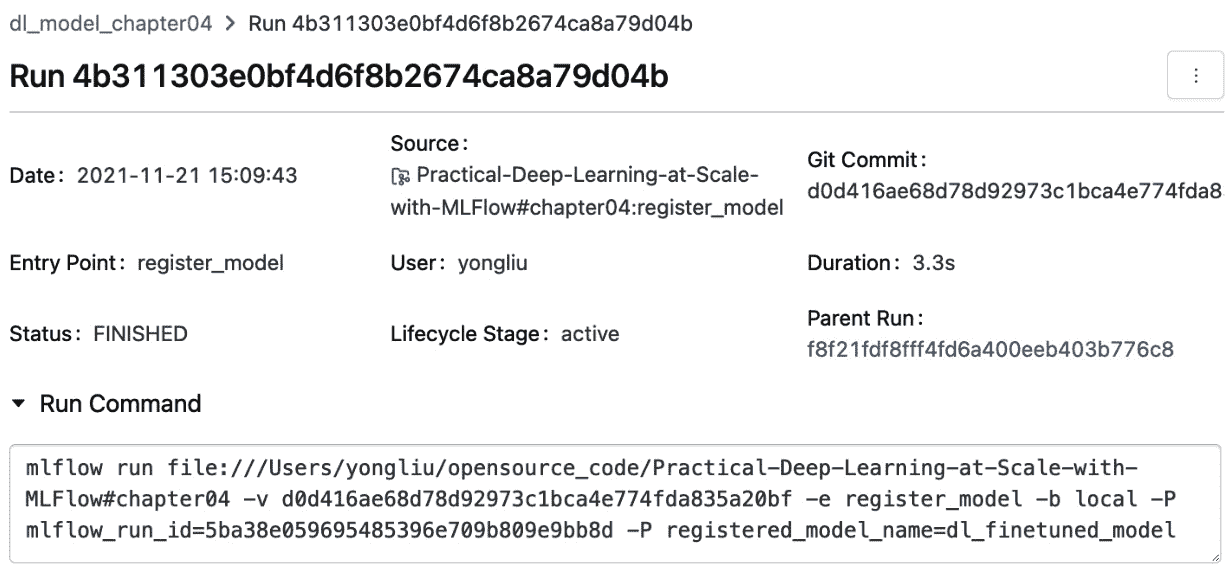 dl_model_chapter04 > Run 4b311303e0bf4d6f8b2674ca8a79d04b
Run 4b311303e0bf4d6f8b2674ca8a79d04b
Date: 2021-11-21 15:09:43
Source:
Practical-Deep-Learning-at-Scale-
with-MLFlow#chapter04:register_model
Git Commit:
d0d416ae68d78d92973c1bca4e774fda8
Entry Point: register_model
User: yongliu
Duration: 3.3s
Status: FINISHED
Lifecycle Stage: active
Parent Run:
f8f21fdf8fff4fd6a400eeb403b776c8
Run Command
mlflow run file:///Users/yongliu/opensource_code/Practical-Deep-Learning-at-Scale-with-
MLFlow#chapter04 -v d0d416ae68d78d92973c1bca4e774fda835a20bf -e register_model -b local -P
mlflow_run_id=5ba38e059695485396e709b809e9bb8d -P registered_model_name=dl_finetuned_model